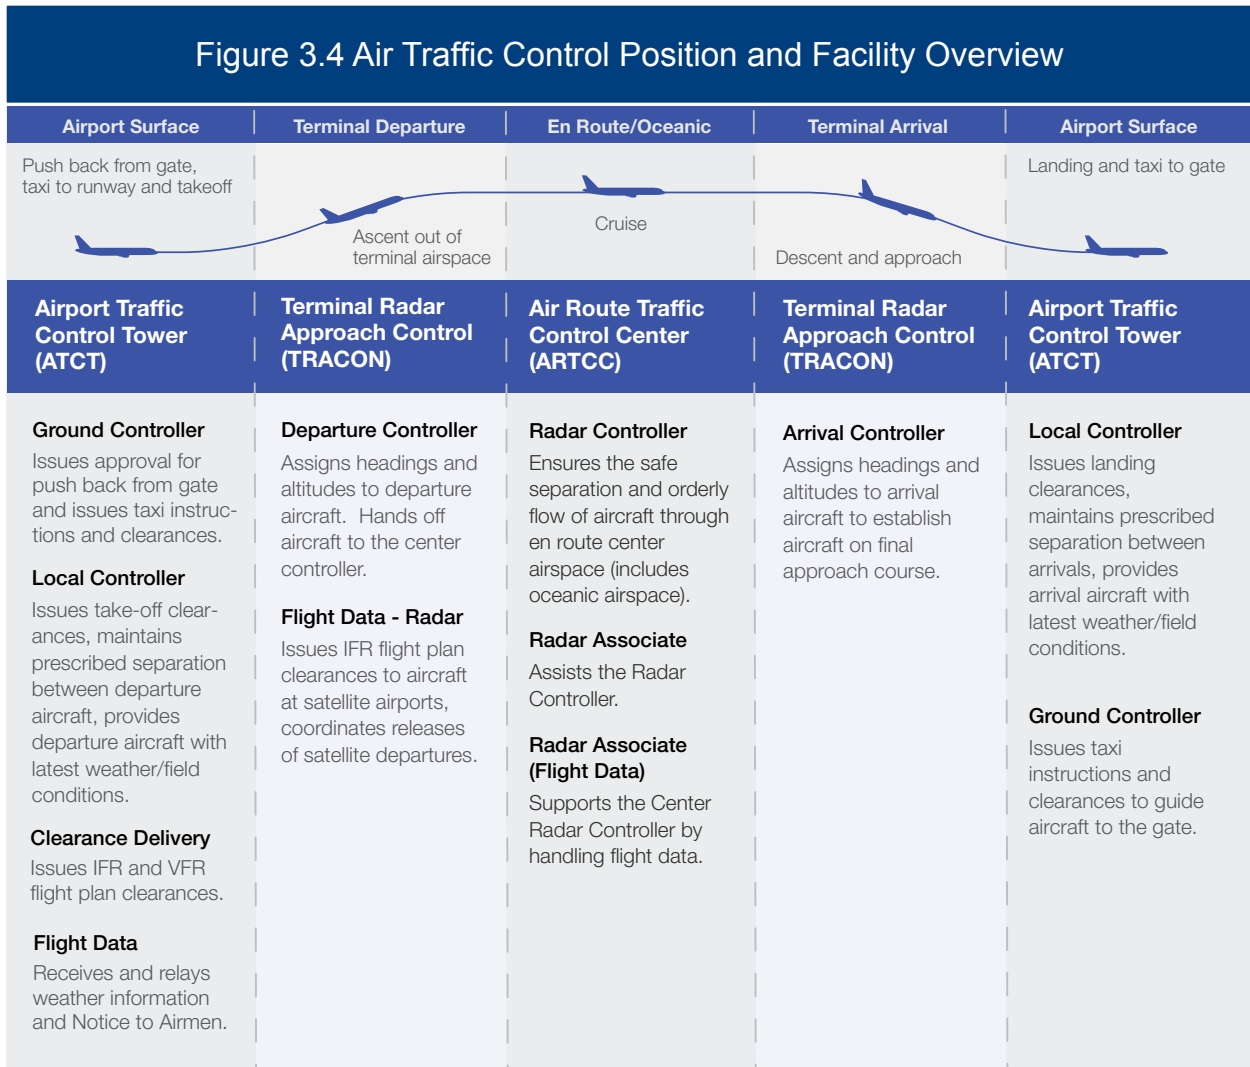 Figure 3.4 Air Traffic Control Position and Facility Overview
Airport Surface
Terminal Departure
En Route/Oceanic
Terminal Arrival
Airport Surface
Push back from gate,
taxi to runway and takeoff
Ascent out of
terminal airspace
Cruise
Descent and approach
Landing and taxi to gate
Airport Traffic
Control Tower
(ATCT)
Terminal Radar
Approach Control
(TRACON)
Air Route Traffic
Control Center
(ARTCC)
Terminal Radar
Approach Control
(TRACON)
Airport Traffic
Control Tower
(ATCT)
Ground Controller
Issues approval for
push back from gate
and issues taxi instruc-
tions and clearances.
Local Controller
Issues take-off clear-
ances, maintains
prescribed separation
between departure
aircraft, provides
departure aircraft with
latest weather/field
conditions.
Clearance Delivery
Issues IFR and VFR
flight plan clearances.
Flight Data
Receives and relays
weather information
and Notice to Airmen.
Departure Controller
Assigns headings and
altitudes to departure
aircraft.  Hands off
aircraft to the center
controller.
Flight Data - Radar
Issues IFR flight plan
clearances to aircraft
at satellite airports,
coordinates releases
of satellite departures.
Radar Controller
Ensures the safe
separation and orderly
flow of aircraft through
en route center
airspace (includes
oceanic airspace).
Radar Associate
Assists the Radar
Controller.
Radar Associate
(Flight Data)
Supports the Center
Radar Controller by
handling flight data.
Arrival Controller
Assigns headings and
altitudes to arrival
aircraft to establish
aircraft on final
approach course.
Local Controller
Issues landing
clearances,
maintains prescribed
separation between
arrivals, provides
arrival aircraft with
latest weather/field
conditions.
Ground Controller
Issues taxi
instructions and
clearances to guide
aircraft to the gate.